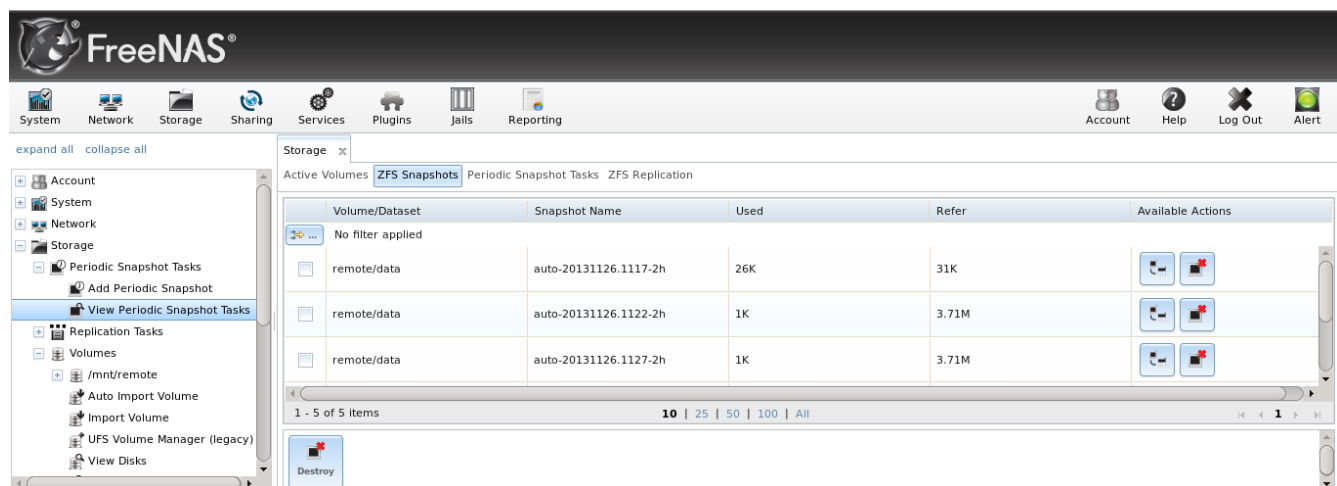 FreeNAS®
System Network Storage Sharing Services Plugins Jails Reporting Account Help Log Out Alert
expand all collapse all
Account
System
Network
Storage
Periodic Snapshot Tasks
Add Periodic Snapshot
View Periodic Snapshot Tasks
Replication Tasks
Volumes
/mnt/remote
Auto Import Volume
Import Volume
UFS Volume Manager (legacy)
View Disks
Storage x
Active Volumes ZFS Snapshots Periodic Snapshot Tasks ZFS Replication
Volume/Dataset Snapshot Name Used Refer Available Actions
... No filter applied
remote/data auto-20131126.1117-2h 26K 31K
remote/data auto-20131126.1122-2h 1K 3.71M
remote/data auto-20131126.1127-2h 1K 3.71M
1 - 5 of 5 items 10 | 25 | 50 | 100 | All 1
Destroy